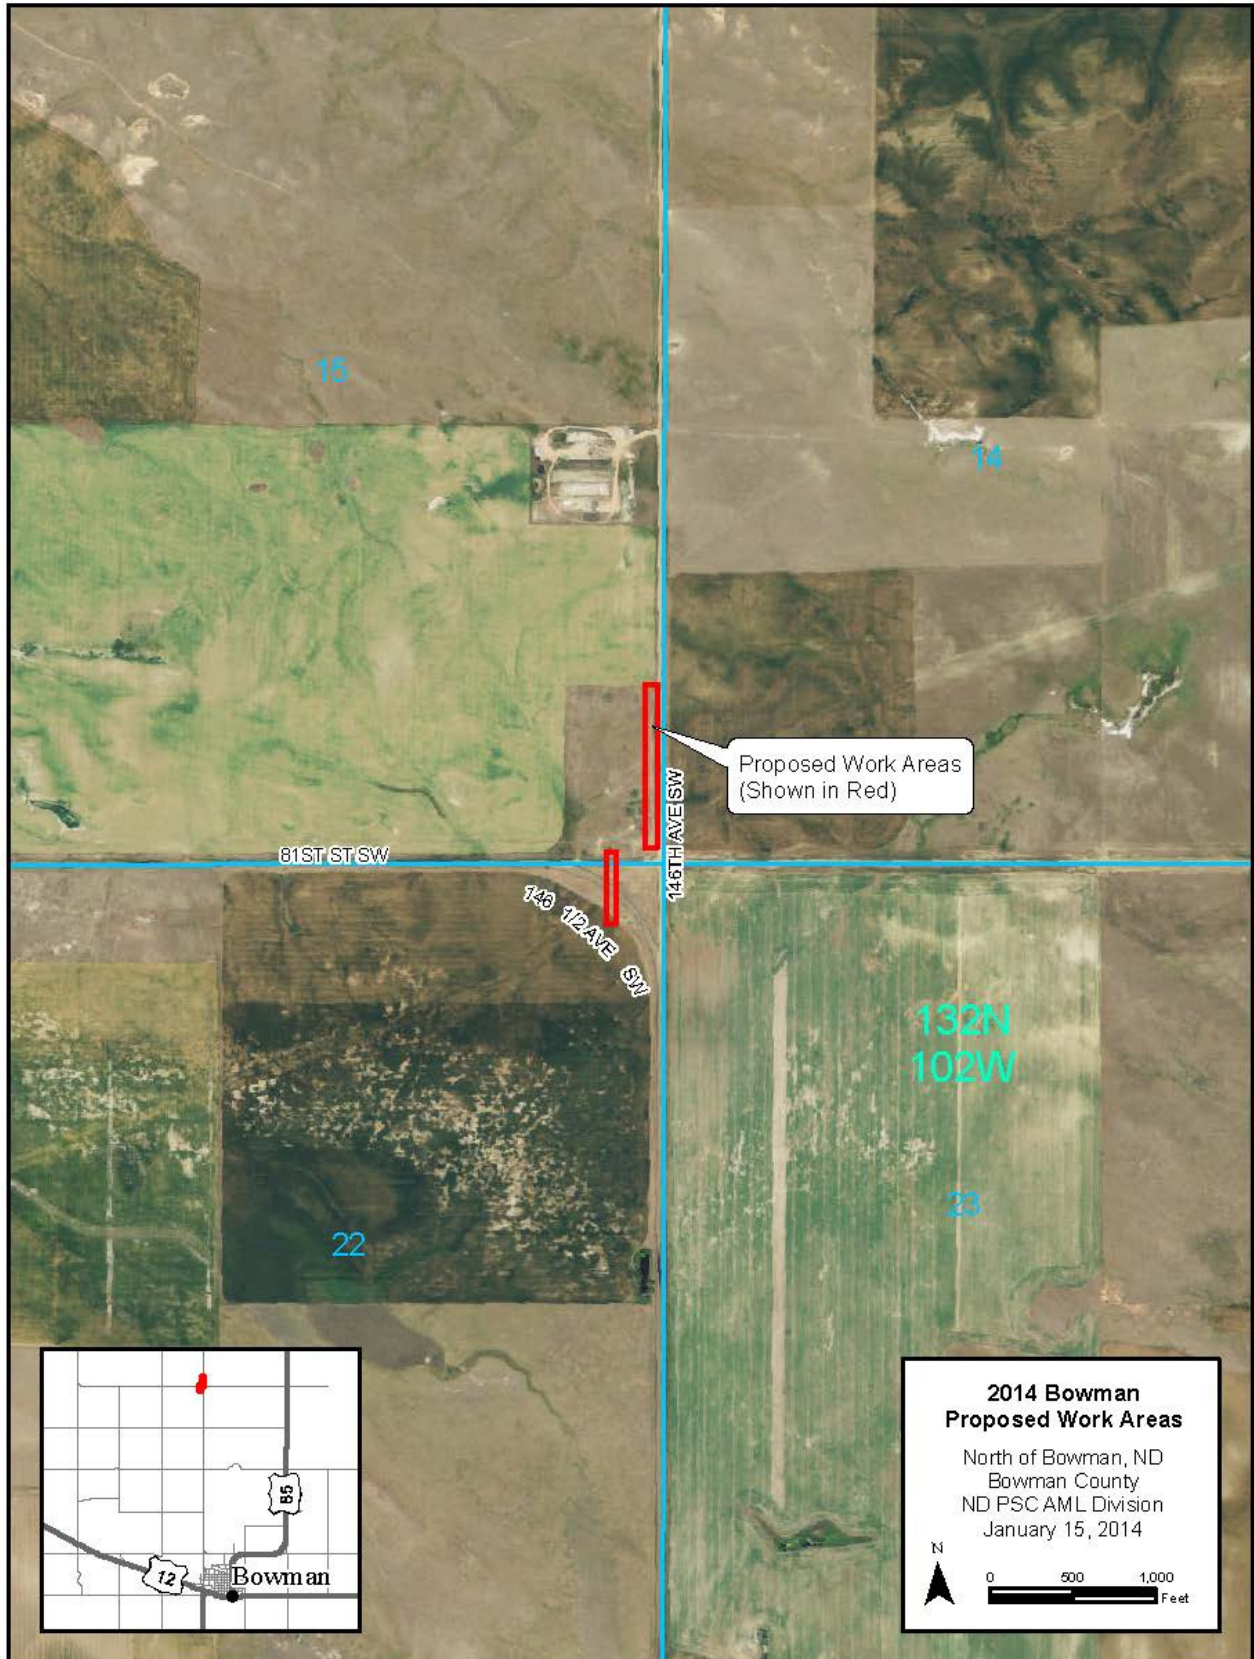 15
14
Proposed Work Areas
(Shown in Red)
146TH AVE SW
81ST ST SW
146 1/2 AVE SW
132N
102W
23
22
85
12
Bowman
2014 Bowman
Proposed Work Areas
North of Bowman, ND
Bowman County
ND PSC AML Division
January 15, 2014
N
0 500 1,000
Feet